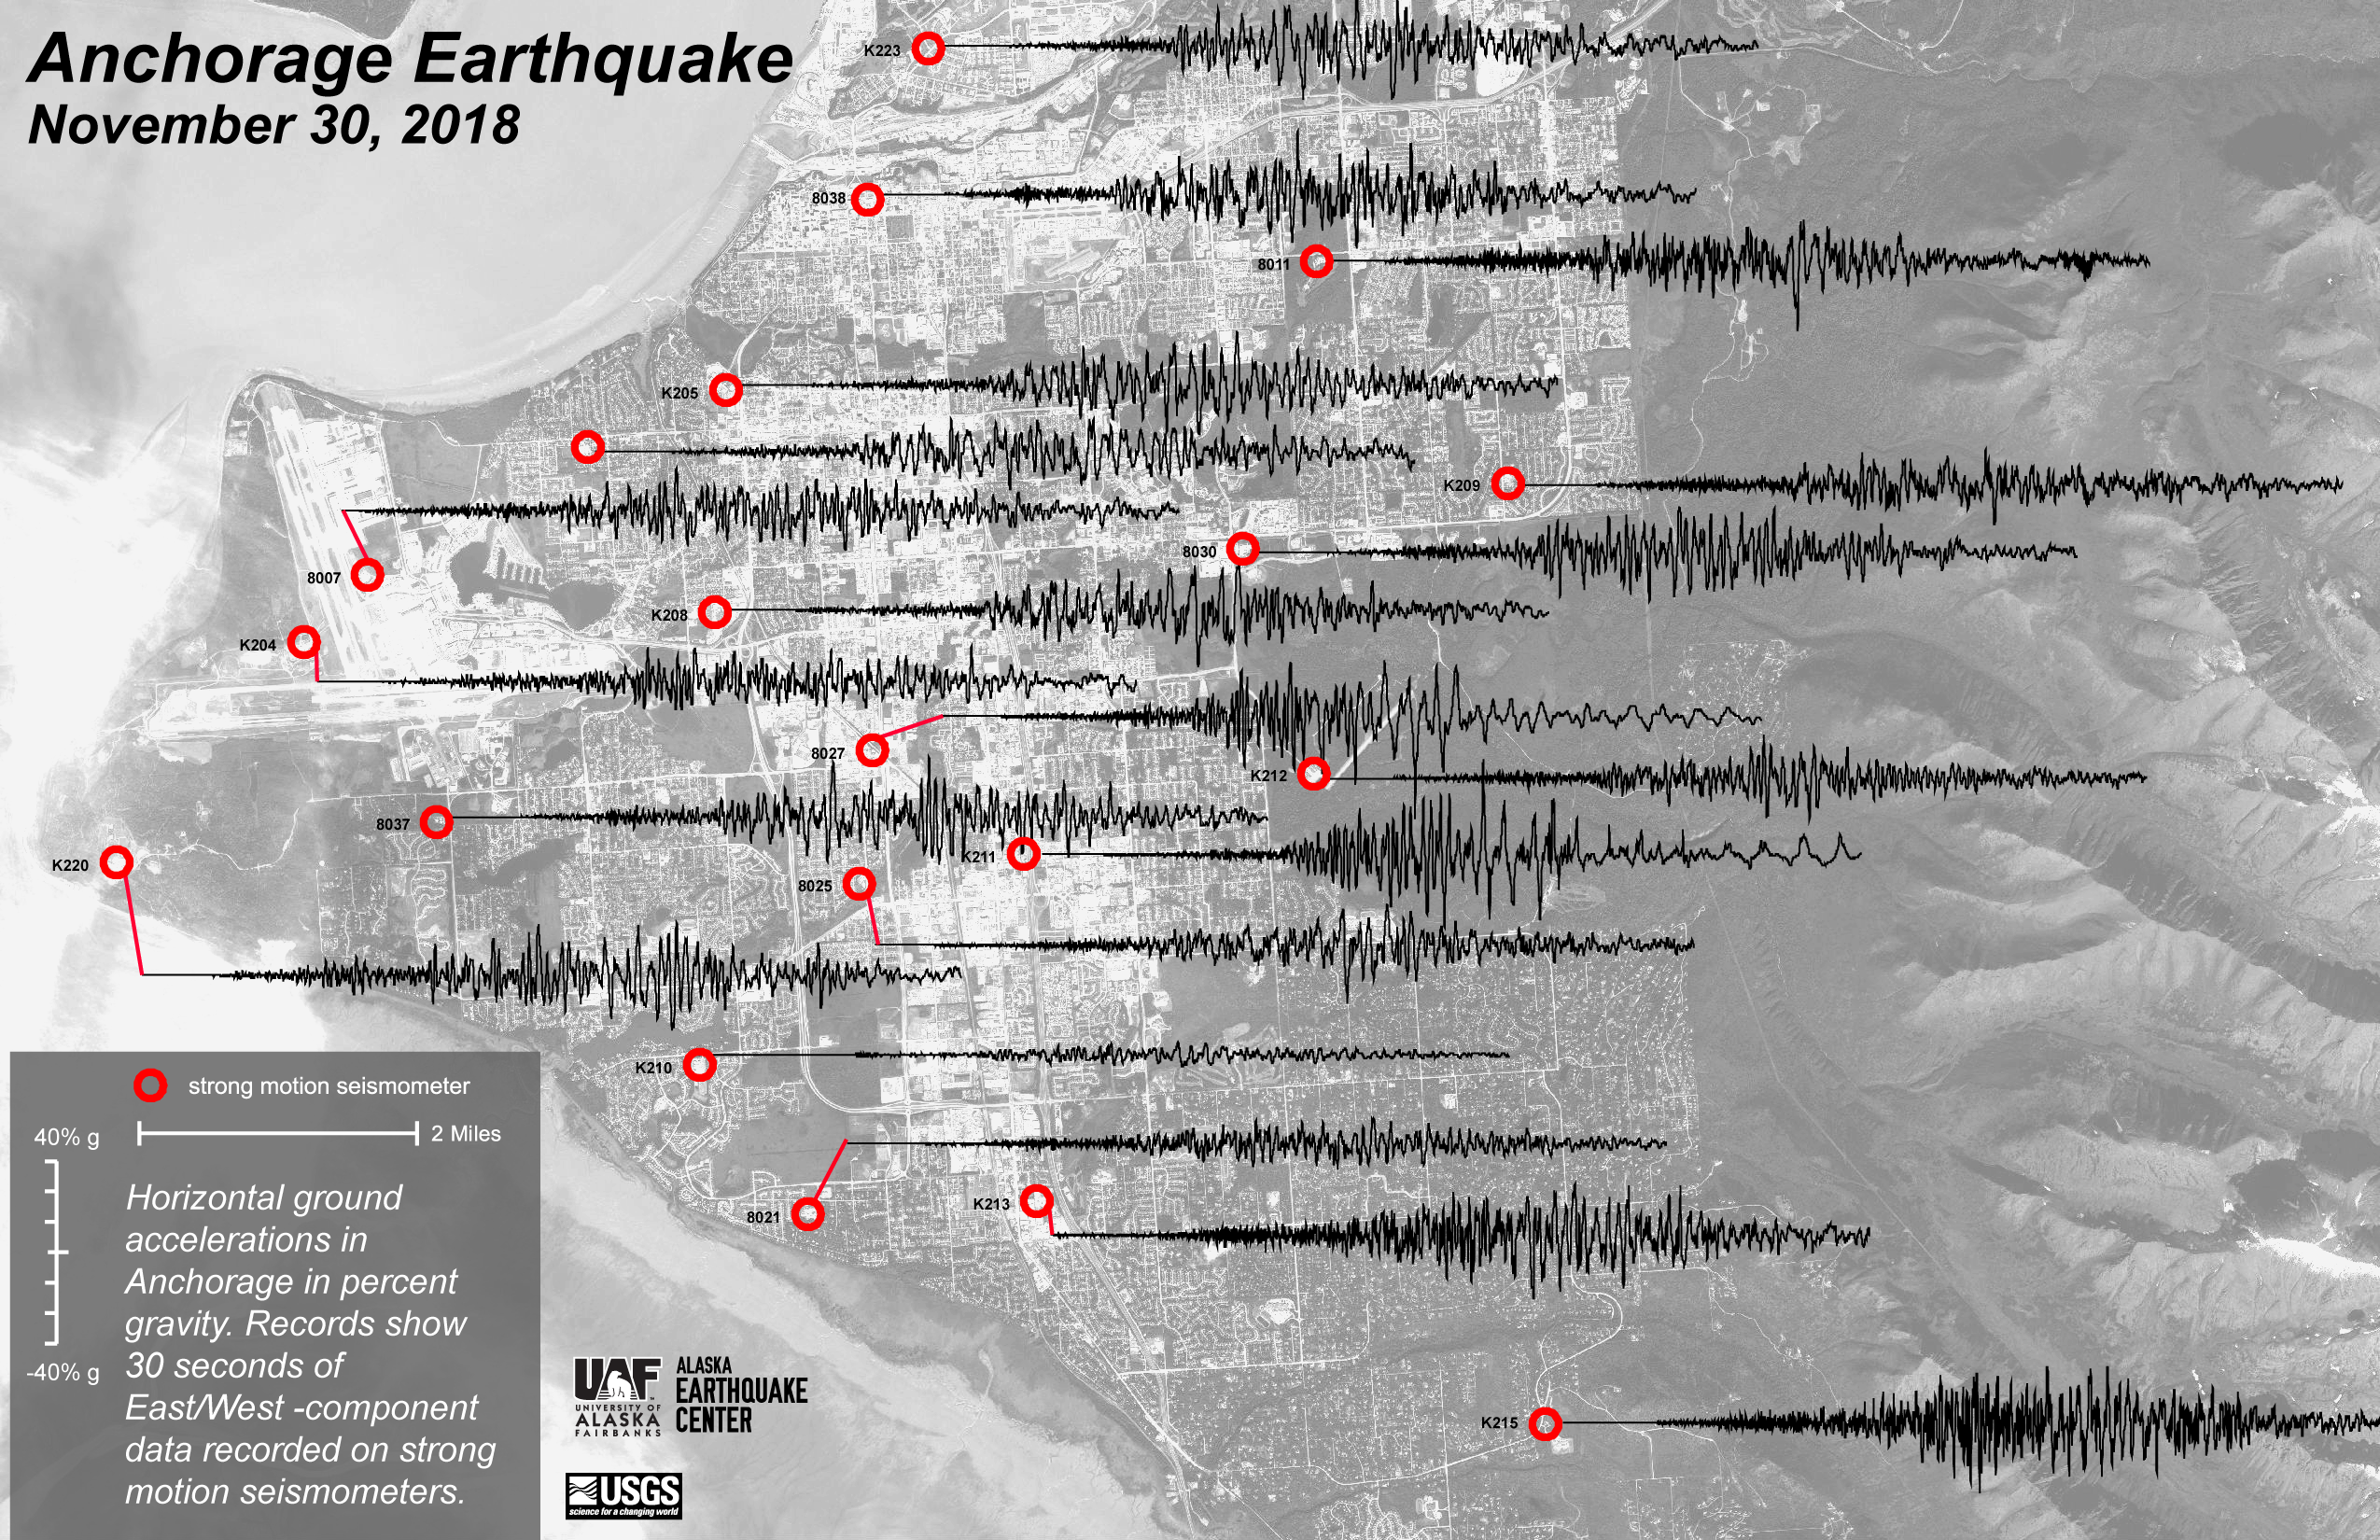 Anchorage Earthquake
November 30, 2018
K223
8038
8011
K205
K209
8030
8007
K208
K204
8027
K212
8037
K211
K220
8025
K210
8021
K213
K215
strong motion seismometer
2 Miles
40% g
-40% g
Horizontal ground
accelerations in
Anchorage in percent
gravity. Records show
30 seconds of
East/West -component
data recorded on strong
motion seismometers.
UAF
UNIVERSITY OF
ALASKA
FAIRBANKS
ALASKA
EARTHQUAKE
CENTER
USGS
science for a changing world